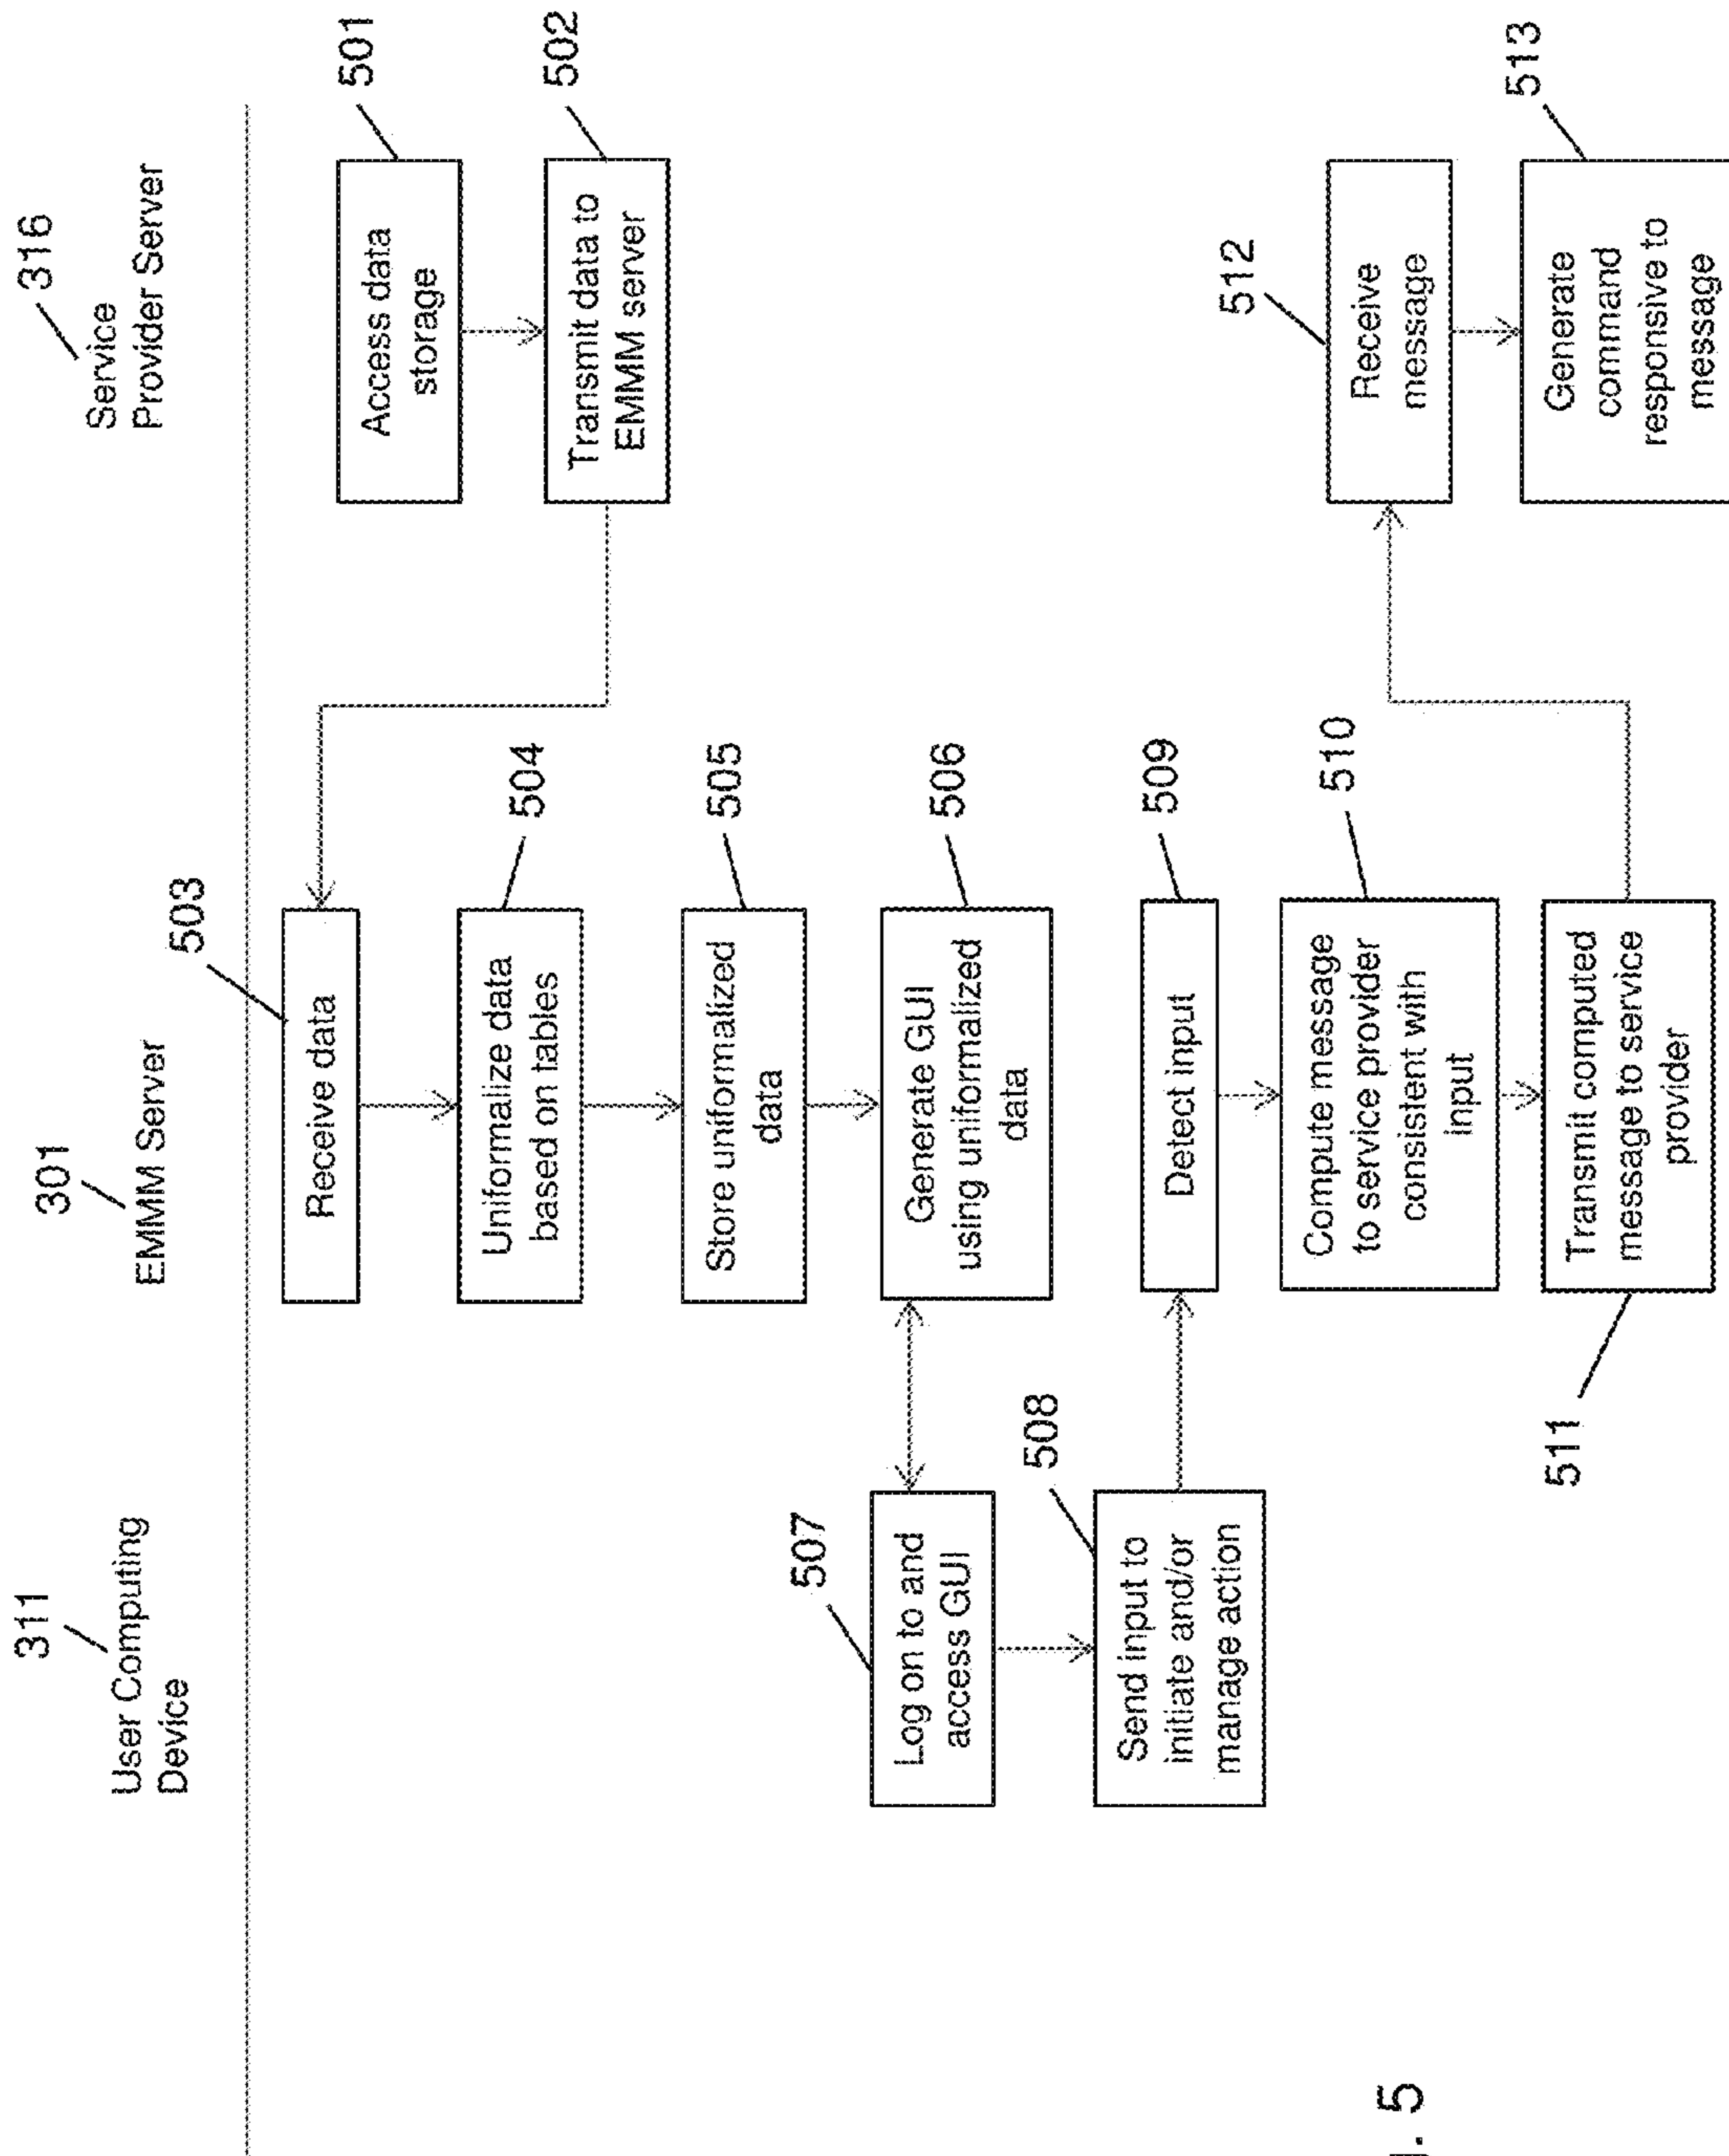 311
User Computing
Device
301
EMMM Server
316
Service
Provider Server
501
Access data
storage
502
Transmit data to
EMMM server
503
Receive data
504
Uniformalize data
based on tables
505
Store uniformalized
data
506
Generate GUI
using uniformalized
data
507
Log on to and
access GUI
508
Send input to
initiate and/or
manage action
509
Detect input
510
Compute message
to service provider
consistent with
input
511
Transmit computed
message to service
provider
512
Receive
message
513
Generate
command
responsive to
message
. 5